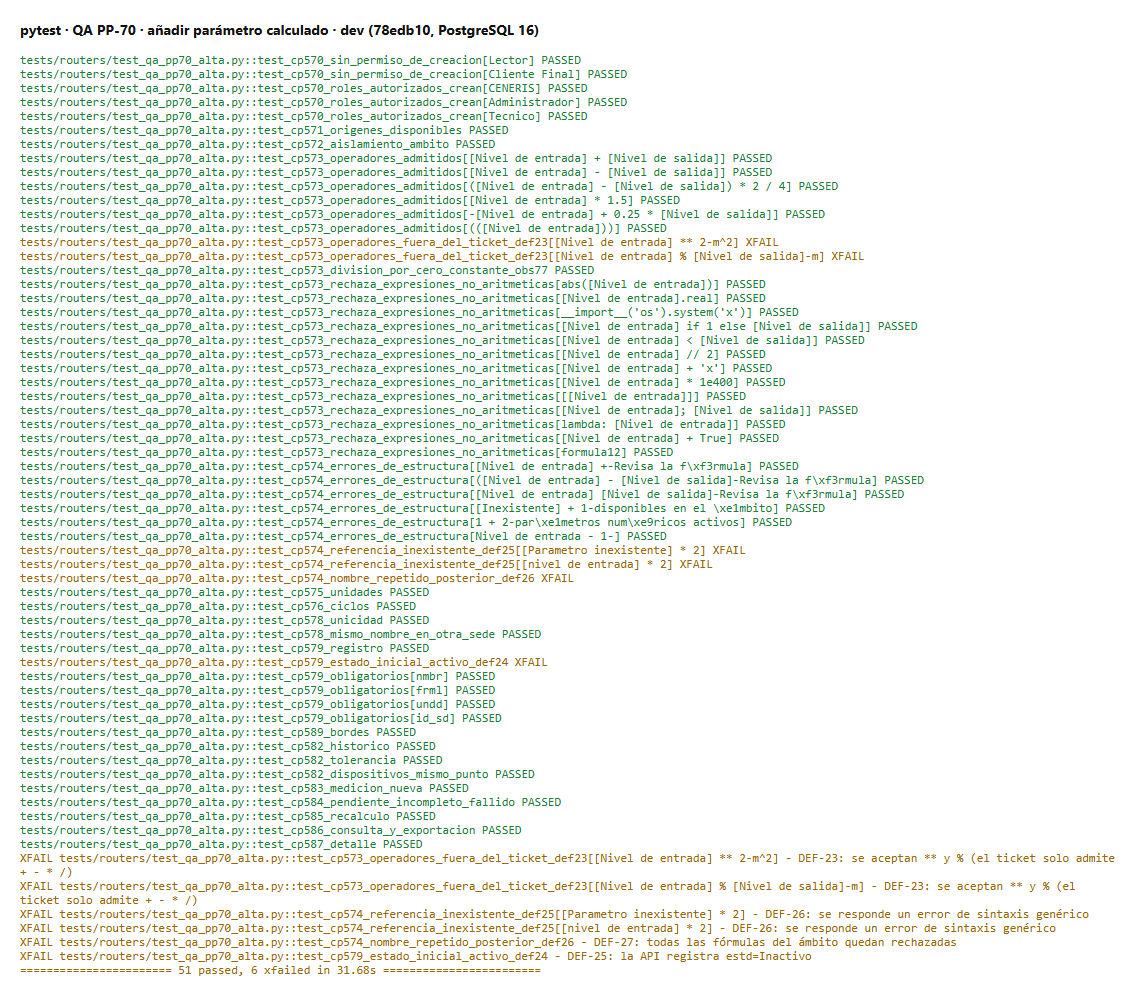 pytest · QA PP-70 · añadir parámetro calculado · dev (78edb10, PostgreSQL 16)
tests/routers/test_qa_pp70_alta.py::test_cp570_sin_permiso_de_creacion[Lector] PASSED
tests/routers/test_qa_pp70_alta.py::test_cp570_sin_permiso_de_creacion[Cliente Final] PASSED
tests/routers/test_qa_pp70_alta.py::test_cp570_roles_autorizados_crean[CENERIS] PASSED
tests/routers/test_qa_pp70_alta.py::test_cp570_roles_autorizados_crean[Administrador] PASSED
tests/routers/test_qa_pp70_alta.py::test_cp570_roles_autorizados_crean[Tecnico] PASSED
tests/routers/test_qa_pp70_alta.py::test_cp571_origenes_disponibles PASSED
tests/routers/test_qa_pp70_alta.py::test_cp572_aislamiento_ambito PASSED
tests/routers/test_qa_pp70_alta.py::test_cp573_operadores_admitidos[[Nivel de entrada] + [Nivel de salida]] PASSED
tests/routers/test_qa_pp70_alta.py::test_cp573_operadores_admitidos[[Nivel de entrada] - [Nivel de salida]] PASSED
tests/routers/test_qa_pp70_alta.py::test_cp573_operadores_admitidos[([Nivel de entrada] - [Nivel de salida]) * 2 / 4] PASSED
tests/routers/test_qa_pp70_alta.py::test_cp573_operadores_admitidos[[Nivel de entrada] * 1.5] PASSED
tests/routers/test_qa_pp70_alta.py::test_cp573_operadores_admitidos[-[Nivel de entrada] + 0.25 * [Nivel de salida]] PASSED
tests/routers/test_qa_pp70_alta.py::test_cp573_operadores_admitidos[(([Nivel de entrada]))] PASSED
tests/routers/test_qa_pp70_alta.py::test_cp573_operadores_fuera_del_ticket_def23[[Nivel de entrada] ** 2-m^2] XFAIL
tests/routers/test_qa_pp70_alta.py::test_cp573_operadores_fuera_del_ticket_def23[[Nivel de entrada] % [Nivel de salida]-m] XFAIL
tests/routers/test_qa_pp70_alta.py::test_cp573_division_por_cero_constante_obs77 PASSED
tests/routers/test_qa_pp70_alta.py::test_cp573_rechaza_expresiones_no_aritmeticas[abs([Nivel de entrada])] PASSED
tests/routers/test_qa_pp70_alta.py::test_cp573_rechaza_expresiones_no_aritmeticas[[Nivel de entrada].real] PASSED
tests/routers/test_qa_pp70_alta.py::test_cp573_rechaza_expresiones_no_aritmeticas[__import__('os').system('x')] PASSED
tests/routers/test_qa_pp70_alta.py::test_cp573_rechaza_expresiones_no_aritmeticas[[Nivel de entrada] if 1 else [Nivel de salida]] PASSED
tests/routers/test_qa_pp70_alta.py::test_cp573_rechaza_expresiones_no_aritmeticas[[Nivel de entrada] < [Nivel de salida]] PASSED
tests/routers/test_qa_pp70_alta.py::test_cp573_rechaza_expresiones_no_aritmeticas[[Nivel de entrada] // 2] PASSED
tests/routers/test_qa_pp70_alta.py::test_cp573_rechaza_expresiones_no_aritmeticas[[Nivel de entrada] + 'x'] PASSED
tests/routers/test_qa_pp70_alta.py::test_cp573_rechaza_expresiones_no_aritmeticas[[Nivel de entrada] * 1e400] PASSED
tests/routers/test_qa_pp70_alta.py::test_cp573_rechaza_expresiones_no_aritmeticas[[[Nivel de entrada]]] PASSED
tests/routers/test_qa_pp70_alta.py::test_cp573_rechaza_expresiones_no_aritmeticas[[Nivel de entrada]; [Nivel de salida]] PASSED
tests/routers/test_qa_pp70_alta.py::test_cp573_rechaza_expresiones_no_aritmeticas[lambda: [Nivel de entrada]] PASSED
tests/routers/test_qa_pp70_alta.py::test_cp573_rechaza_expresiones_no_aritmeticas[[Nivel de entrada] + True] PASSED
tests/routers/test_qa_pp70_alta.py::test_cp573_rechaza_expresiones_no_aritmeticas[formula12] PASSED
tests/routers/test_qa_pp70_alta.py::test_cp574_errores_de_estructura[[Nivel de entrada] +-Revisa la f\xf3rmula] PASSED
tests/routers/test_qa_pp70_alta.py::test_cp574_errores_de_estructura[([Nivel de entrada] - [Nivel de salida]-Revisa la f\xf3rmula] PASSED
tests/routers/test_qa_pp70_alta.py::test_cp574_errores_de_estructura[[Nivel de entrada] [Nivel de salida]-Revisa la f\xf3rmula] PASSED
tests/routers/test_qa_pp70_alta.py::test_cp574_errores_de_estructura[[Inexistente] + 1-disponibles en el \xe1mbito] PASSED
tests/routers/test_qa_pp70_alta.py::test_cp574_errores_de_estructura[1 + 2-par\xe1metros num\xe9ricos activos] PASSED
tests/routers/test_qa_pp70_alta.py::test_cp574_errores_de_estructura[Nivel de entrada - 1-] PASSED
tests/routers/test_qa_pp70_alta.py::test_cp574_referencia_inexistente_def25[[Parametro inexistente] * 2] XFAIL
tests/routers/test_qa_pp70_alta.py::test_cp574_referencia_inexistente_def25[[nivel de entrada] * 2] XFAIL
tests/routers/test_qa_pp70_alta.py::test_cp574_nombre_repetido_posterior_def26 XFAIL
tests/routers/test_qa_pp70_alta.py::test_cp575_unidades PASSED
tests/routers/test_qa_pp70_alta.py::test_cp576_ciclos PASSED
tests/routers/test_qa_pp70_alta.py::test_cp578_unicidad PASSED
tests/routers/test_qa_pp70_alta.py::test_cp578_mismo_nombre_en_otra_sede PASSED
tests/routers/test_qa_pp70_alta.py::test_cp579_registro PASSED
tests/routers/test_qa_pp70_alta.py::test_cp579_estado_inicial_activo_def24 XFAIL
tests/routers/test_qa_pp70_alta.py::test_cp579_obligatorios[nmbr] PASSED
tests/routers/test_qa_pp70_alta.py::test_cp579_obligatorios[frml] PASSED
tests/routers/test_qa_pp70_alta.py::test_cp579_obligatorios[undd] PASSED
tests/routers/test_qa_pp70_alta.py::test_cp579_obligatorios[id_sd] PASSED
tests/routers/test_qa_pp70_alta.py::test_cp589_bordes PASSED
tests/routers/test_qa_pp70_alta.py::test_cp582_historico PASSED
tests/routers/test_qa_pp70_alta.py::test_cp582_tolerancia PASSED
tests/routers/test_qa_pp70_alta.py::test_cp582_dispositivos_mismo_punto PASSED
tests/routers/test_qa_pp70_alta.py::test_cp583_medicion_nueva PASSED
tests/routers/test_qa_pp70_alta.py::test_cp584_pendiente_incompleto_fallido PASSED
tests/routers/test_qa_pp70_alta.py::test_cp585_recalculo PASSED
tests/routers/test_qa_pp70_alta.py::test_cp586_consulta_y_exportacion PASSED
tests/routers/test_qa_pp70_alta.py::test_cp587_detalle PASSED
XFAIL tests/routers/test_qa_pp70_alta.py::test_cp573_operadores_fuera_del_ticket_def23[[Nivel de entrada] ** 2-m^2] - DEF-23: se aceptan ** y % (el ticket solo admite
+ - * /)
XFAIL tests/routers/test_qa_pp70_alta.py::test_cp573_operadores_fuera_del_ticket_def23[[Nivel de entrada] % [Nivel de salida]-m] - DEF-23: se aceptan ** y % (el
ticket solo admite + - * /)
XFAIL tests/routers/test_qa_pp70_alta.py::test_cp574_referencia_inexistente_def25[[Parametro inexistente] * 2] - DEF-26: se responde un error de sintaxis genérico
XFAIL tests/routers/test_qa_pp70_alta.py::test_cp574_referencia_inexistente_def25[[nivel de entrada] * 2] - DEF-26: se responde un error de sintaxis genérico
XFAIL tests/routers/test_qa_pp70_alta.py::test_cp574_nombre_repetido_posterior_def26 - DEF-27: todas las fórmulas del ámbito quedan rechazadas
XFAIL tests/routers/test_qa_pp70_alta.py::test_cp579_estado_inicial_activo_def24 - DEF-25: la API registra estd=Inactivo
======================= 51 passed, 6 xfailed in 31.68s ========================